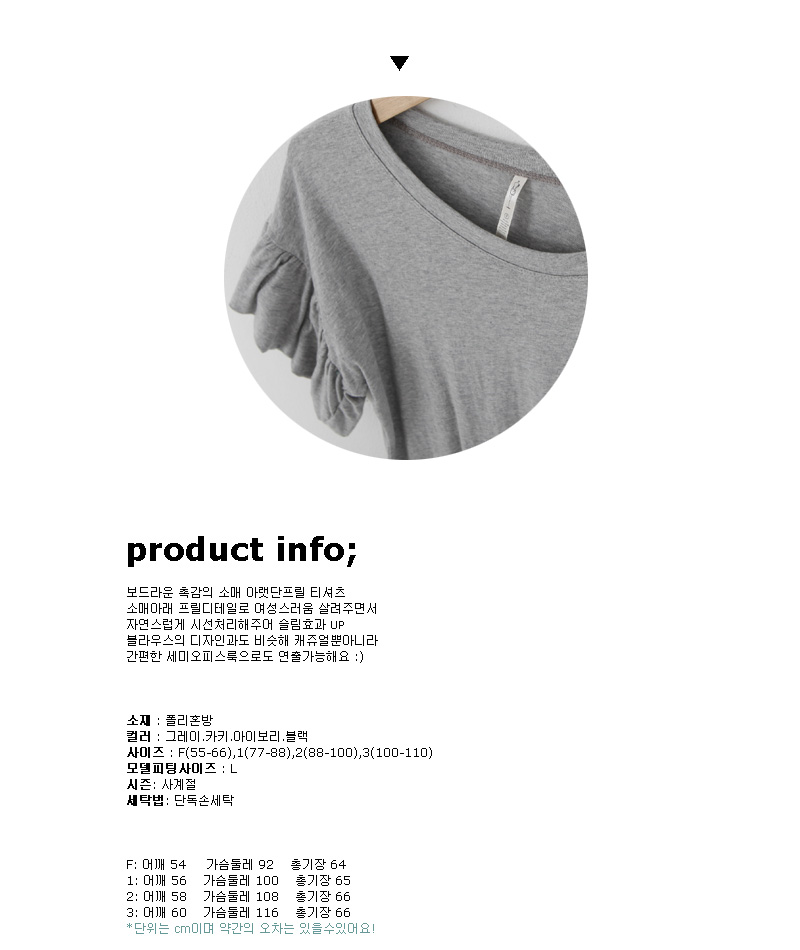 product info;
보드라운 촉감의 소매 아랫단프릴 티셔츠
소매아래 프릴디테일로 여성스러움 살려주면서
자연스럽게 시선처리해주어 슬림효과 UP
블라우스의 디자인과도 비슷해 캐쥬얼뿐아니라
간편한 세미오피스룩으로도 연출가능해요 :)
소재 : 폴리혼방
컬러 : 그레이.카키.아이보리.블랙
사이즈 : F(55-66),1(77-88),2(88-100),3(100-110)
모델피팅사이즈 : L
시즌: 사계절
세탁법: 단독손세탁
F: 어깨 54 가슴둘레 92 총기장 64
1: 어깨 56 가슴둘레 100 총기장 65
2: 어깨 58 가슴둘레 108 총기장 66
3: 어깨 60 가슴둘레 116 총기장 66
*단위는 cm이며 약간의 오차는 있을수있어요!